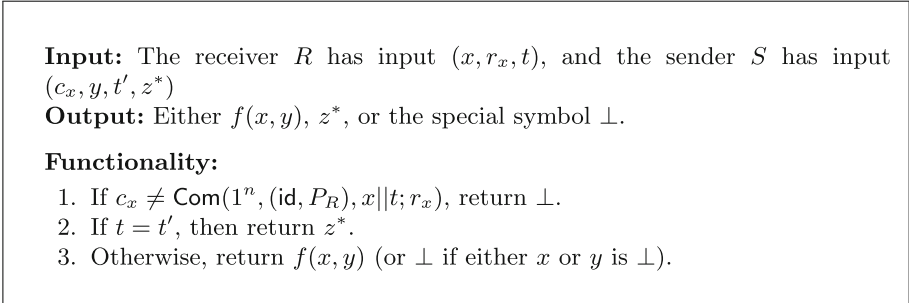 Input: The receiver R has input (x, r_x, t), and the sender S has input
(c_x, y, t′, z*)
Output: Either f(x, y), z*, or the special symbol ⊥.
Functionality:
1. If c_x ≠ Com(1^n, (id, P_R), x||t; r_x), return ⊥.
2. If t = t′, then return z*.
3. Otherwise, return f(x, y) (or ⊥ if either x or y is ⊥).